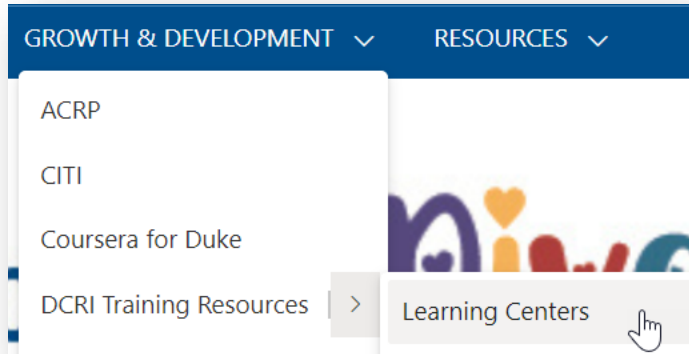 GROWTH & DEVELOPMENT
RESOURCES
ACRP
CITI
Coursera for Duke
DCRI Training Resources
Learning Centers